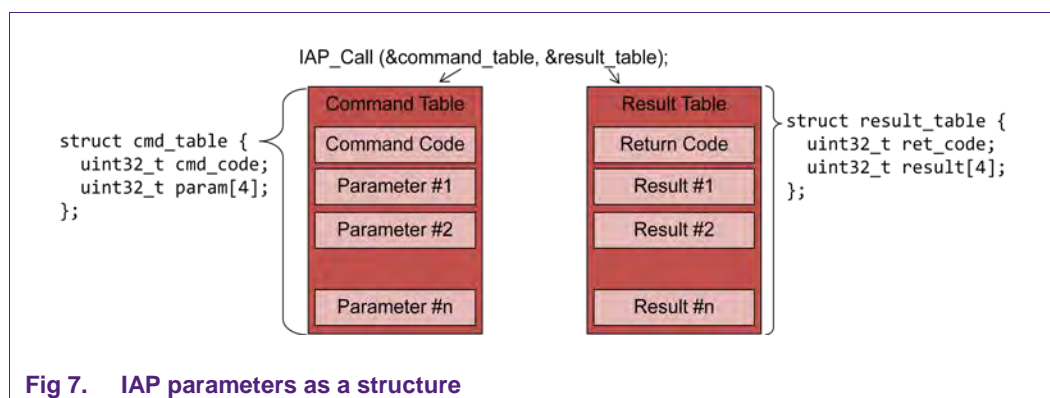 IAP_Call (&command_table, &result_table);
struct cmd_table {
  uint32_t cmd_code;
  uint32_t param[4];
};
Command Table
Command Code
Parameter #1
Parameter #2
Parameter #n
Result Table
Return Code
Result #1
Result #2
Result #n
struct result_table {
  uint32_t ret_code;
  uint32_t result[4];
};
Fig 7. IAP parameters as a structure